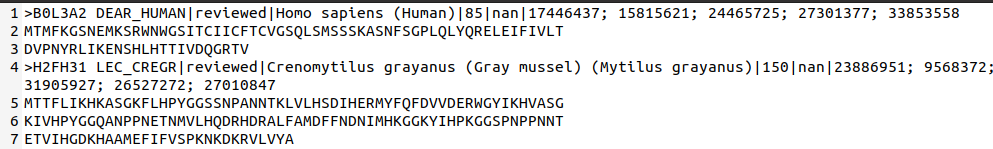 1 >B0L3A2 DEAR_HUMAN|reviewed|Homo sapiens (Human)|85|nan|17446437; 15815621; 24465725; 27301377; 33853558
2 MTMFKGSNEMKSRWNWGSITCIICFTCVGSQLSMSSSKASNFSGPLQLYQRELEIFIVLT
3 DVPNYRLIKENSHLHTTIVDQGRTV
4 >H2FH31 LEC_CREGR|reviewed|Crenomytilus grayanus (Gray mussel) (Mytilus grayanus)|150|nan|23886951; 9568372;
31905927; 26527272; 27010847
5 MTTFLIKHKASGKFLHPYGGSSNPANNTKLVLHSDIHERMYFQFDVVDERWGYIKHVASG
6 KIVHPYGGQANPPNETNMVLHQDRHDRALFAMDFFNDNIMHKGGKYIHPKGGSPNPPNNT
7 ETVIHGDKHAAMEFIFVSPKNKDKRVLVYA